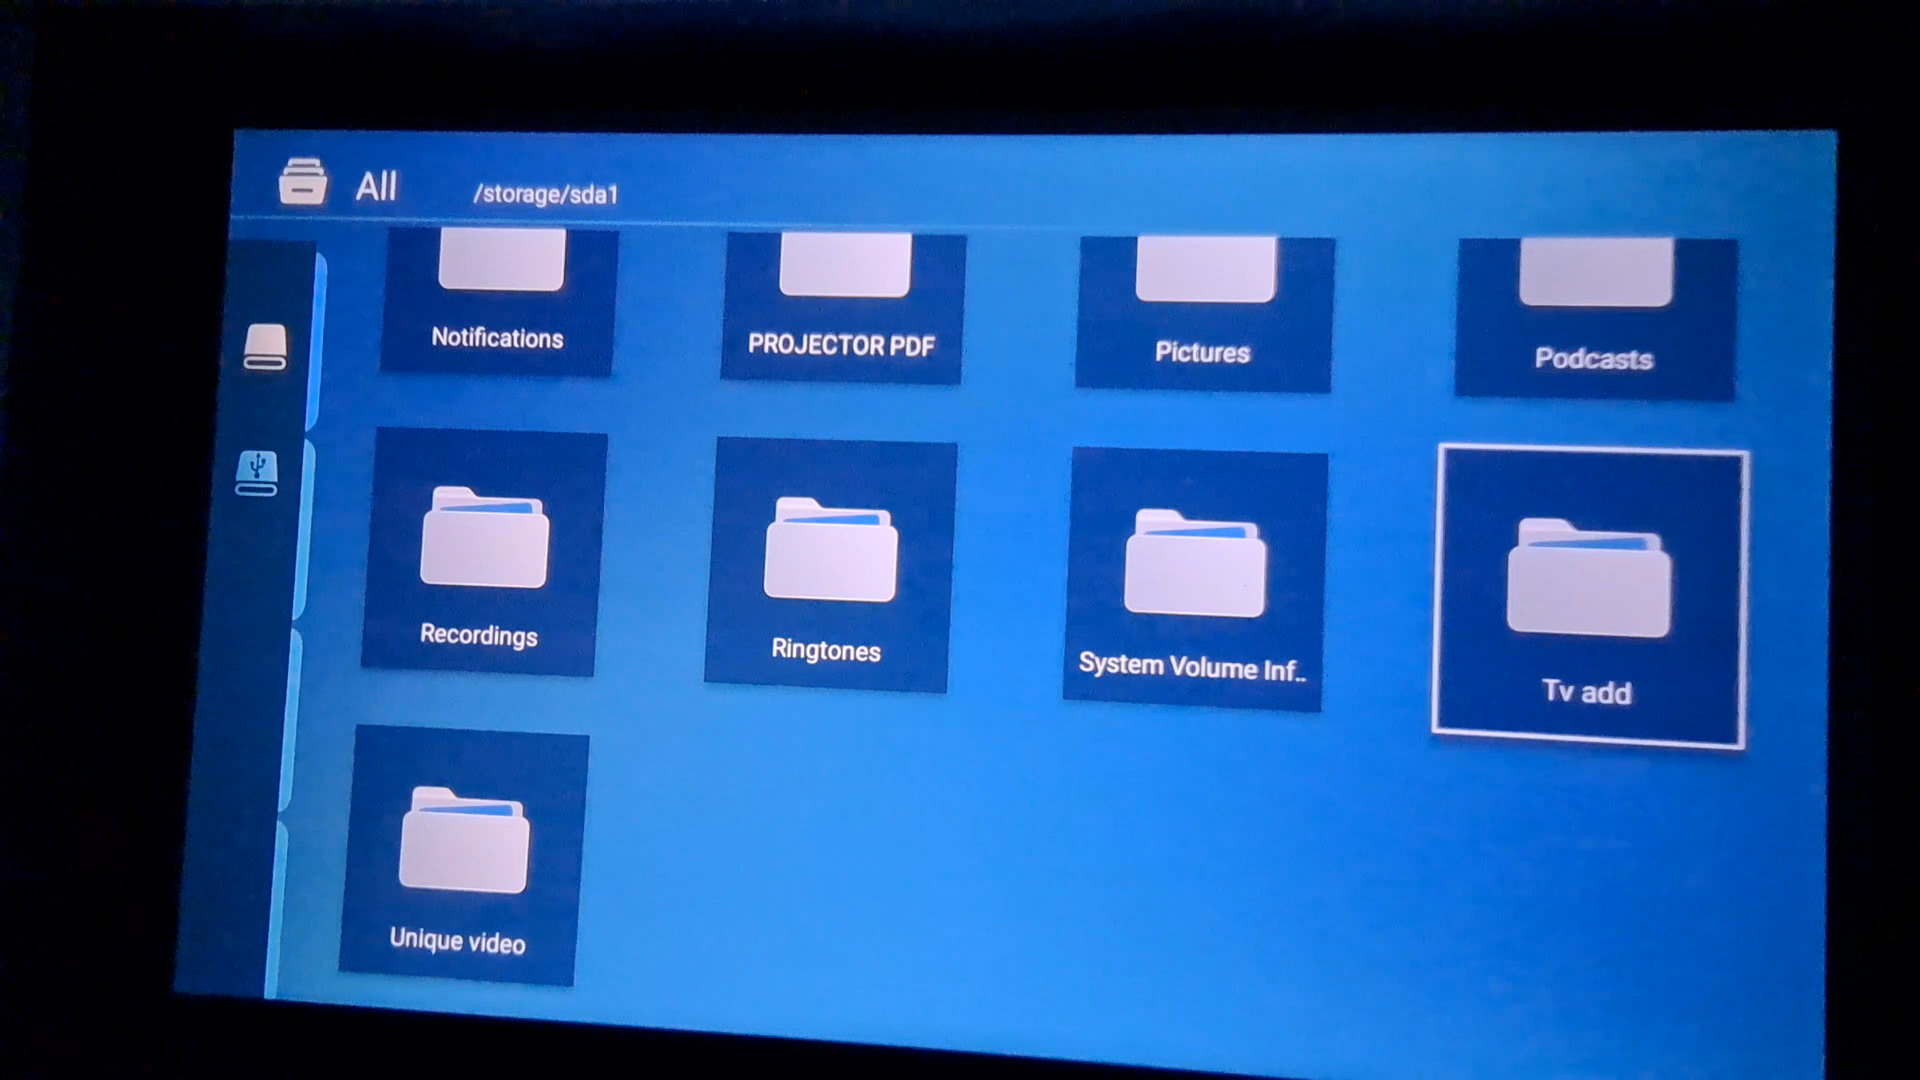 All
/storage/sda1
Notifications
PROJECTOR PDF
Pictures
Podcasts
Recordings
Ringtones
System Volume Inf..
Tv add
Unique video